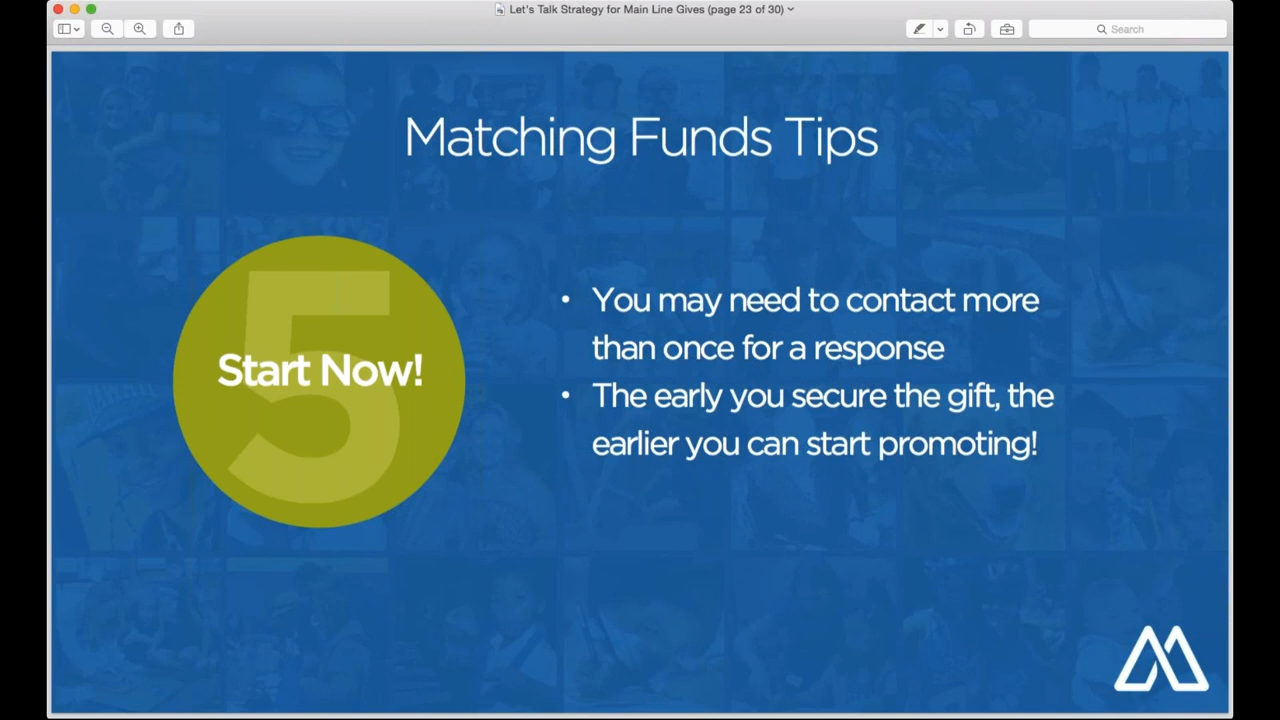 Let's Talk Strategy for Main Line Gives (page 23 of 30)
Search
Matching Funds Tips
5
Start Now!
• You may need to contact more
than once for a response
• The early you secure the gift, the
earlier you can start promoting!